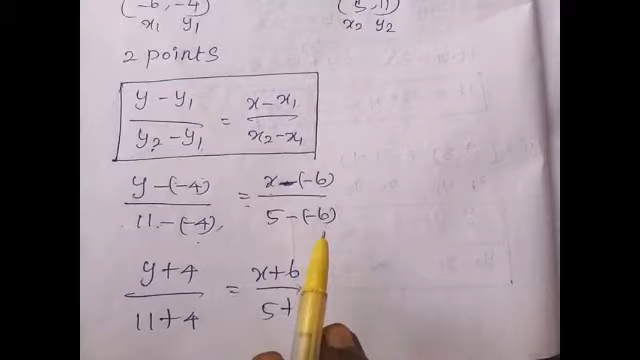 (-6, -4) (5, 11)
x₁ y₁ x₂ y₂
2 points
y - y₁ / y₂ - y₁ = x - x₁ / x₂ - x₁
y - (-4) / 11 - (-4) = x - (-6) / 5 - (-6)
y + 4 / 11 + 4 = x + 6 / 5 +